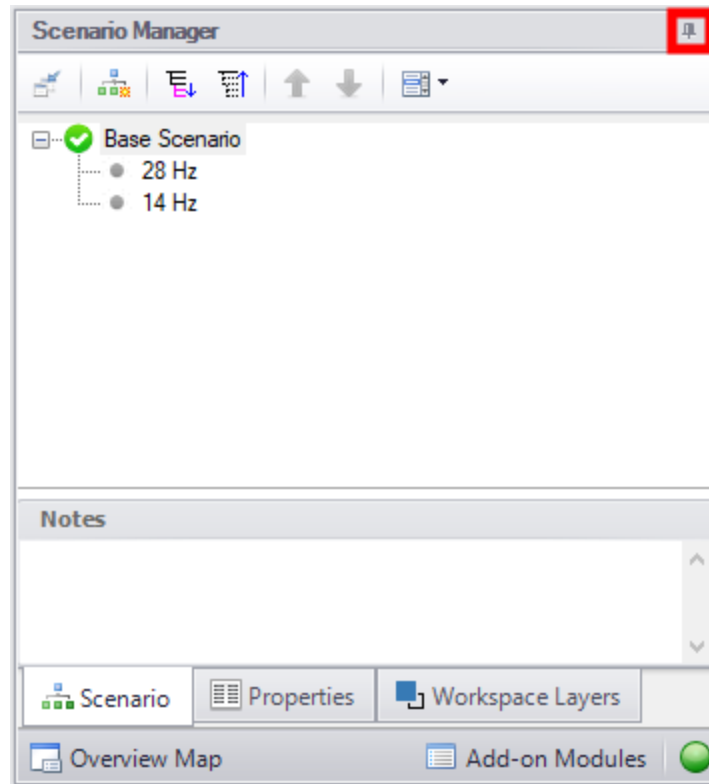 Scenario Manager
Base Scenario
28 Hz
14 Hz
Notes
Scenario Properties Workspace Layers
Overview Map Add-on Modules